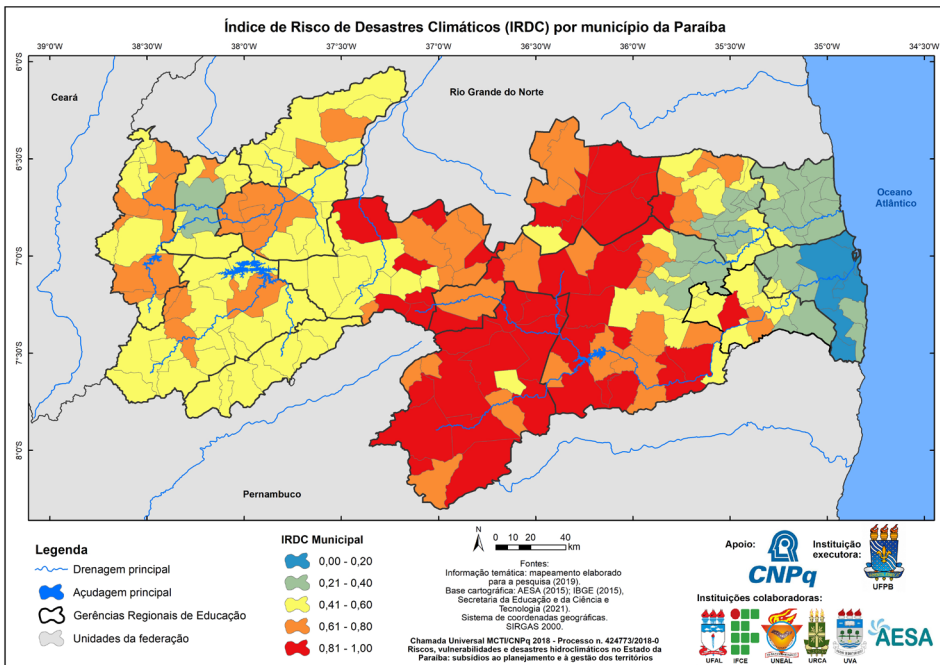 Índice de Risco de Desastres Climáticos (IRDC) por município da Paraíba
39°0'W 38°30'W 38°0'W 37°30'W 37°0'W 36°30'W 36°0'W 35°30'W 35°0'W 34°30'W
6°0'S
6°30'S
7°0'S
7°30'S
8°0'S
Ceará
Rio Grande do Norte
Oceano
Atlântico
Pernambuco
Legenda
Drenagem principal
Açudagem principal
Gerências Regionais de Educação
Unidades da federação
IRDC Municipal
0,00 - 0,20
0,21 - 0,40
0,41 - 0,60
0,61 - 0,80
0,81 - 1,00
N
0 10 20 40
km
Fontes:
Informação temática: mapeamento elaborado
para a pesquisa (2019).
Base cartográfica: AESA (2015); IBGE (2015),
Secretaria da Educação e da Ciência e
Tecnologia (2021).
Sistema de coordenadas geográficas.
SIRGAS 2000.
Chamada Universal MCTI/CNPq 2018 - Processo n. 424773/2018-0
Riscos, vulnerabilidades e desastres hidroclimáticos no Estado da
Paraíba: subsídios ao planejamento e à gestão dos territórios
Apoio:
CNPq
Instituição
executora:
UFPB
Instituições colaboradoras:
UFAL IFCE UNEAL URCA UVA
AESA